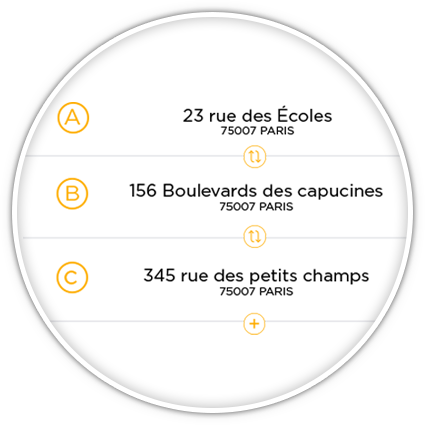 A
23 rue des Écoles
75007 PARIS
B
156 Boulevards des capucines
75007 PARIS
C
345 rue des petits champs
75007 PARIS
+